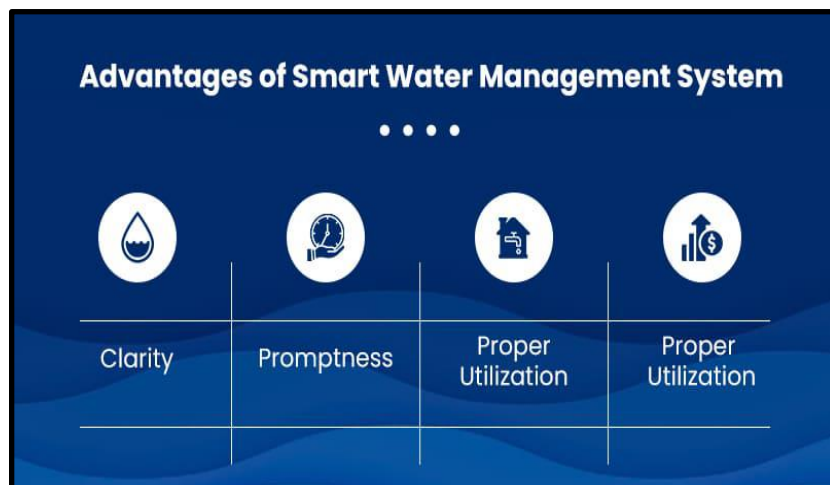 Advantages of Smart Water Management System
$
Clarity
Promptness
Proper
Utilization
Proper
Utilization